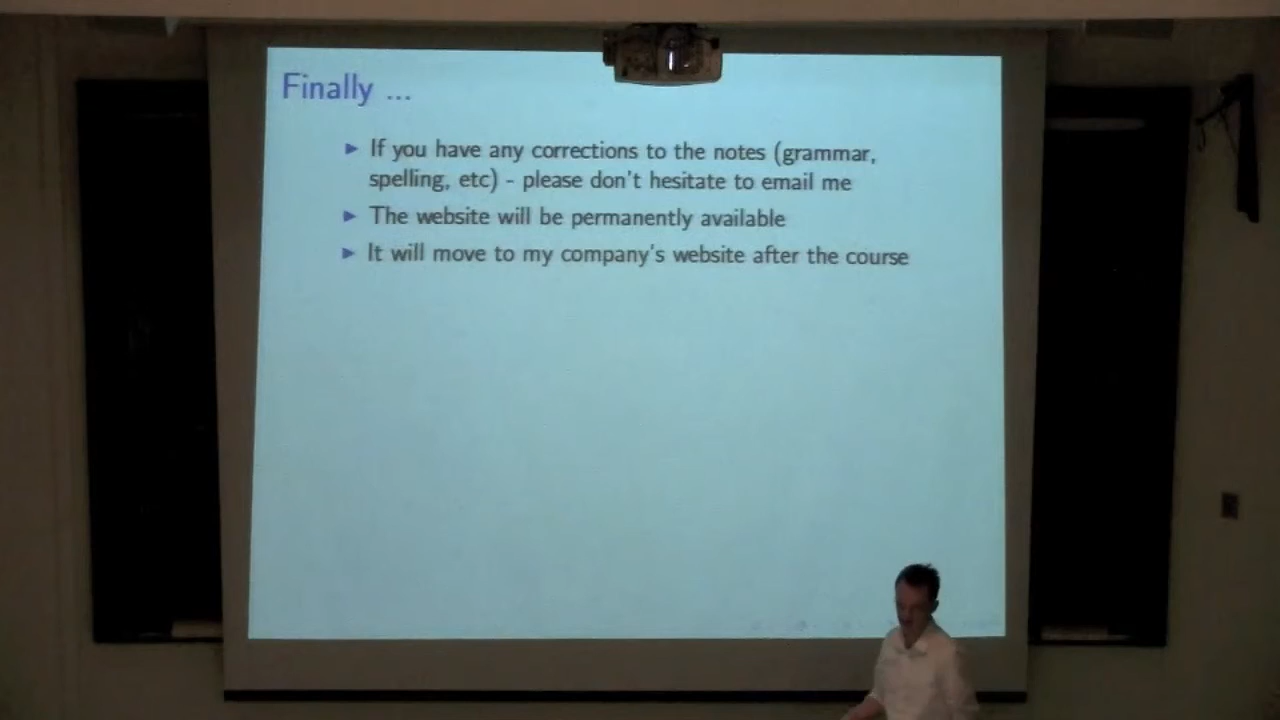 Finally ...
► If you have any corrections to the notes (grammar,
spelling, etc) - please don't hesitate to email me
► The website will be permanently available
► It will move to my company's website after the course